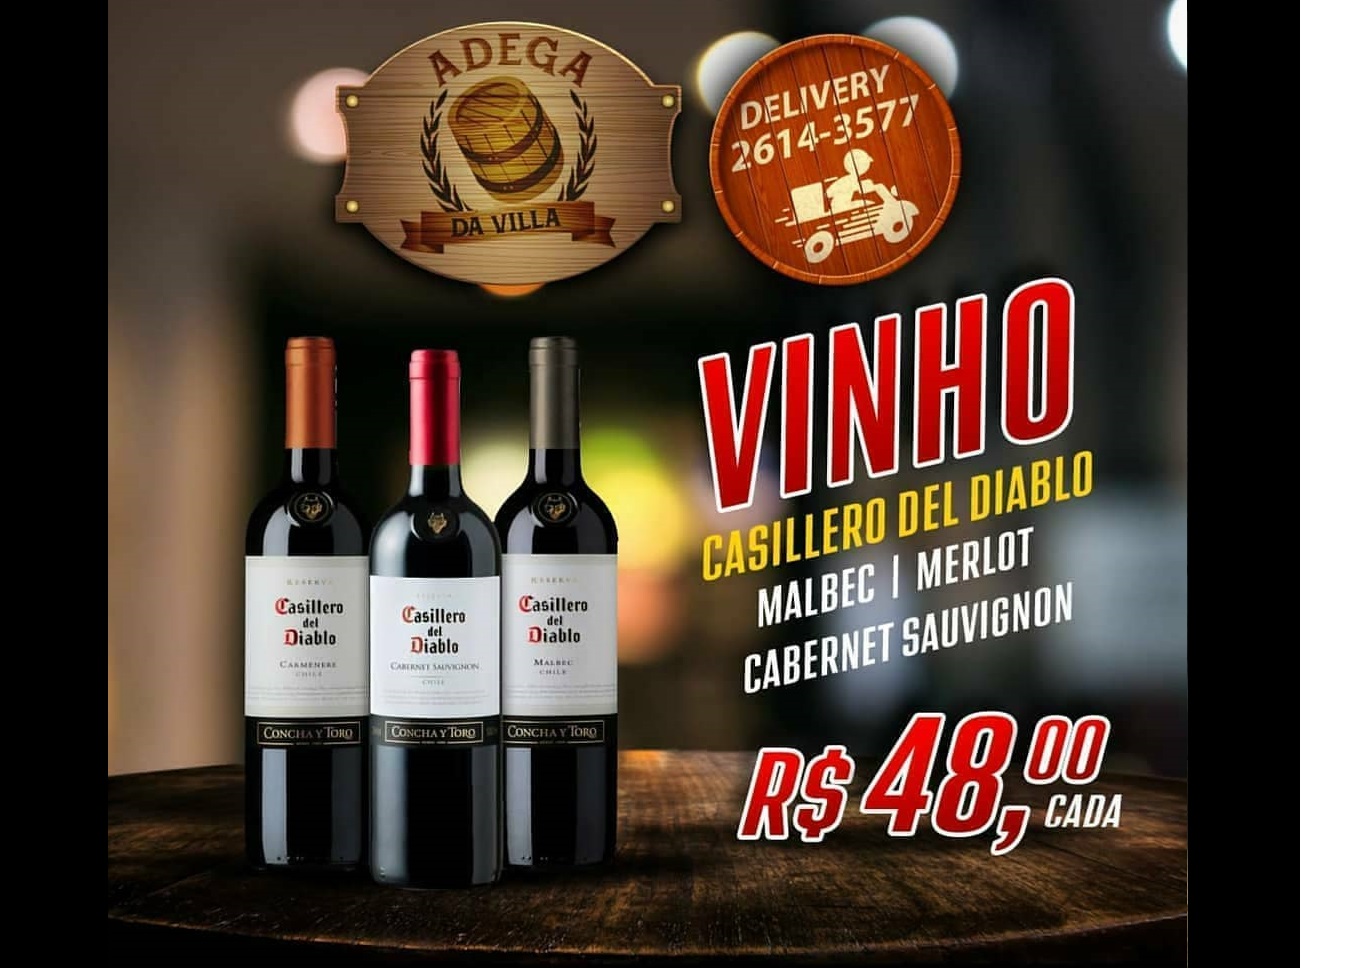 ADEGA
DA VILLA
DELIVERY
2614-3577
VINHO
CASILLERO DEL DIABLO
MALBEC | MERLOT
CABERNET SAUVIGNON
R$ 48,00
CADA
RESERVA
Casillero
del
Diablo
CARMENERE
CHILE
CONCHA Y TORO
Casillero
del
Diablo
CABERNET SAUVIGNON
CHILE
CONCHA Y TORO
RESERVA
Casillero
del
Diablo
MALBEC
CHILE
CONCHA Y TORO